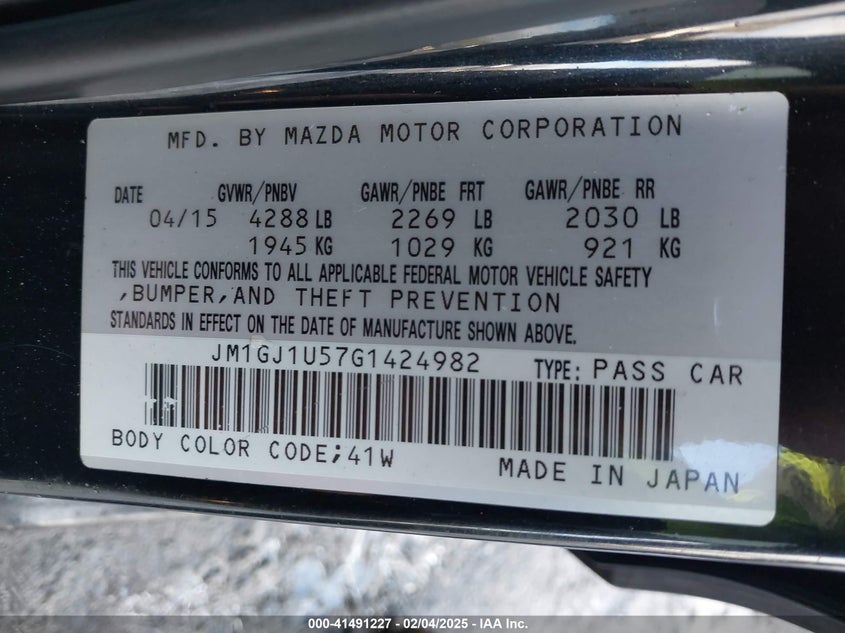 MFD. BY MAZDA MOTOR CORPORATION
DATE GVWR/PNBV GAWR/PNBE FRT GAWR/PNBE RR
04/15 4288 LB 2269 LB 2030 LB
1945 KG 1029 KG 921 KG
THIS VEHICLE CONFORMS TO ALL APPLICABLE FEDERAL MOTOR VEHICLE SAFETY
,BUMPER,AND THEFT PREVENTION
STANDARDS IN EFFECT ON THE DATE OF MANUFACTURE SHOWN ABOVE.
JM1GJ1U57G1424982 TYPE: PASS CAR
BODY COLOR CODE;41W
MADE IN JAPAN
000-41491227 - 02/04/2025 - IAA Inc.